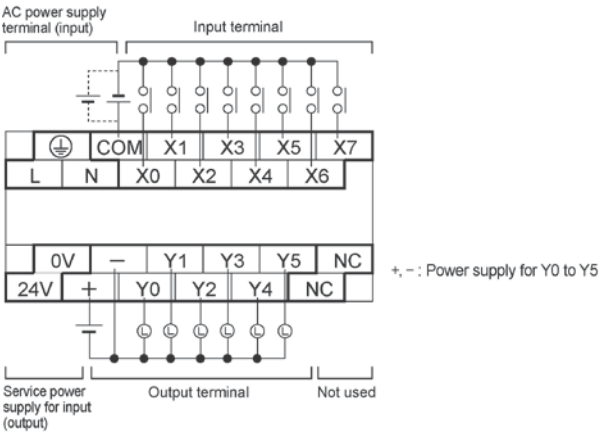 AC power supply
terminal (input)
Input terminal
COM X1 X3 X5 X7
L N X0 X2 X4 X6
0V − Y1 Y3 Y5 NC
24V + Y0 Y2 Y4 NC
+, − : Power supply for Y0 to Y5
L L L L L L
Service power
supply for input
(output)
Output terminal
Not used